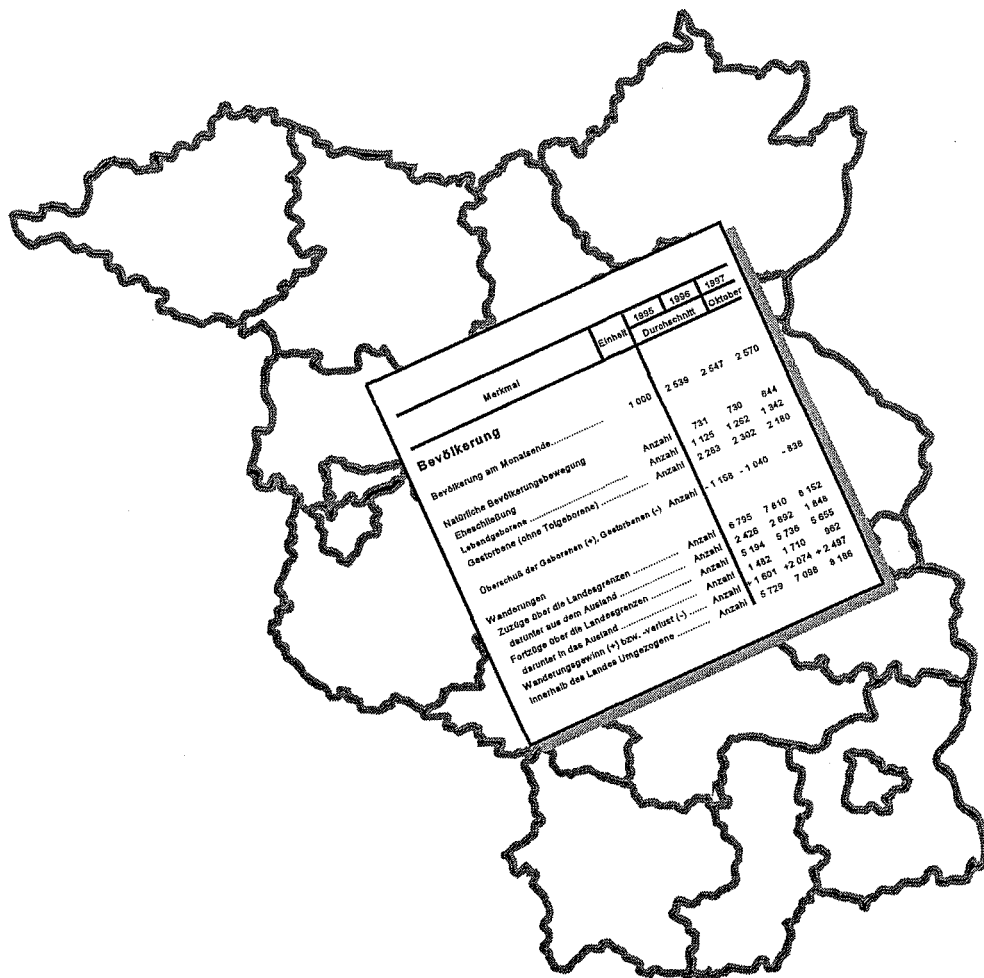 Merkmal Einheit 1995 1996 1997
Durchschnitt Oktober
Bevölkerung
Bevölkerung am Monatsende 1 000 2 539 2 547 2 570
Natürliche Bevölkerungsbewegung
Eheschließung Anzahl 731 730 844
Lebendgeborene Anzahl 1 125 1 262 1 342
Gestorbene (ohne Totgeborene) Anzahl 2 283 2 302 2 180
Überschuß der Geborenen (+), Gestorbenen (-) Anzahl - 1 158 - 1 040 - 838
Wanderungen
Zuzüge über die Landesgrenzen Anzahl 6 795 7 810 8 152
darunter aus dem Ausland Anzahl 2 426 2 692 1 848
Fortzüge über die Landesgrenzen Anzahl 5 194 5 736 5 655
darunter in das Ausland Anzahl 1 482 1 710 962
Wanderungsgewinn (+) bzw. -verlust (-) Anzahl + 1 601 +2 074 + 2 497
Innerhalb des Landes Umgezogene Anzahl 5 729 7 098 8 186